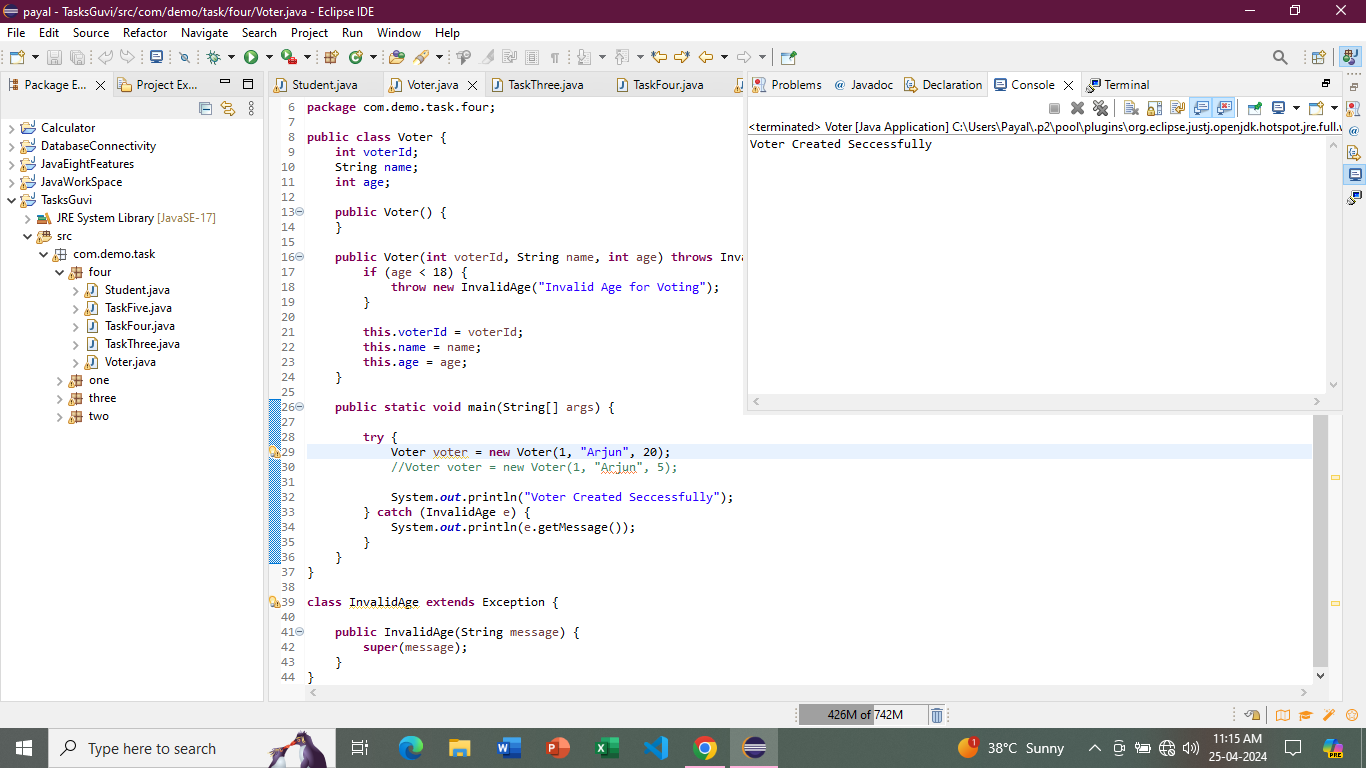 payal - TasksGuvi/src/com/demo/task/four/Voter.java - Eclipse IDE
File Edit Source Refactor Navigate Search Project Run Window Help
Package E... Project Ex...
Calculator
DatabaseConnectivity
JavaEightFeatures
JavaWorkSpace
TasksGuvi
JRE System Library [JavaSE-17]
src
com.demo.task
four
Student.java
TaskFive.java
TaskFour.java
TaskThree.java
Voter.java
one
three
two
Student.java Voter.java TaskThree.java TaskFour.java
6 package com.demo.task.four;
7
8 public class Voter {
9 int voterId;
10 String name;
11 int age;
12
13 public Voter() {
14 }
15
16 public Voter(int voterId, String name, int age) throws Inva
17 if (age < 18) {
18 throw new InvalidAge("Invalid Age for Voting");
19 }
20
21 this.voterId = voterId;
22 this.name = name;
23 this.age = age;
24 }
25
26 public static void main(String[] args) {
27
28 try {
29 Voter voter = new Voter(1, "Arjun", 20);
30 //Voter voter = new Voter(1, "Arjun", 5);
31
32 System.out.println("Voter Created Seccessfully");
33 } catch (InvalidAge e) {
34 System.out.println(e.getMessage());
35 }
36 }
37 }
38
39 class InvalidAge extends Exception {
40
41 public InvalidAge(String message) {
42 super(message);
43 }
44 }
Problems @ Javadoc Declaration Console Terminal
<terminated> Voter [Java Application] C:\Users\Payal\.p2\pool\plugins\org.eclipse.justj.openjdk.hotspot.jre.full.w
Voter Created Seccessfully
426M of 742M
Type here to search
1
38°C Sunny
11:15 AM
25-04-2024
PRE